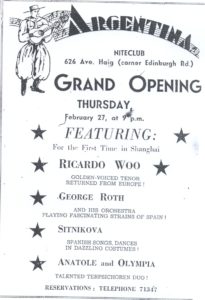 ARGENTINA
NITECLUB
626 Ave. Haig (corner Edinburgh Rd.)
GRAND OPENING
THURSDAY
February 27, at 9 p.m.
FEATURING:
For the First Time in Shanghai
RICARDO WOO
GOLDEN-VOICED TENOR
RETURNED FROM EUROPE!
GEORGE ROTH
AND HIS ORCHESTRA
PLAYING FASCINATING STRAINS OF SPAIN!
SITNIKOVA
SPANISH SONGS, DANCES
IN DAZZLING COSTUMES!
ANATOLE AND OLYMPIA
TALENTED TERPSICHOREN DUO!
RESERVATIONS: TELEPHONE 71347